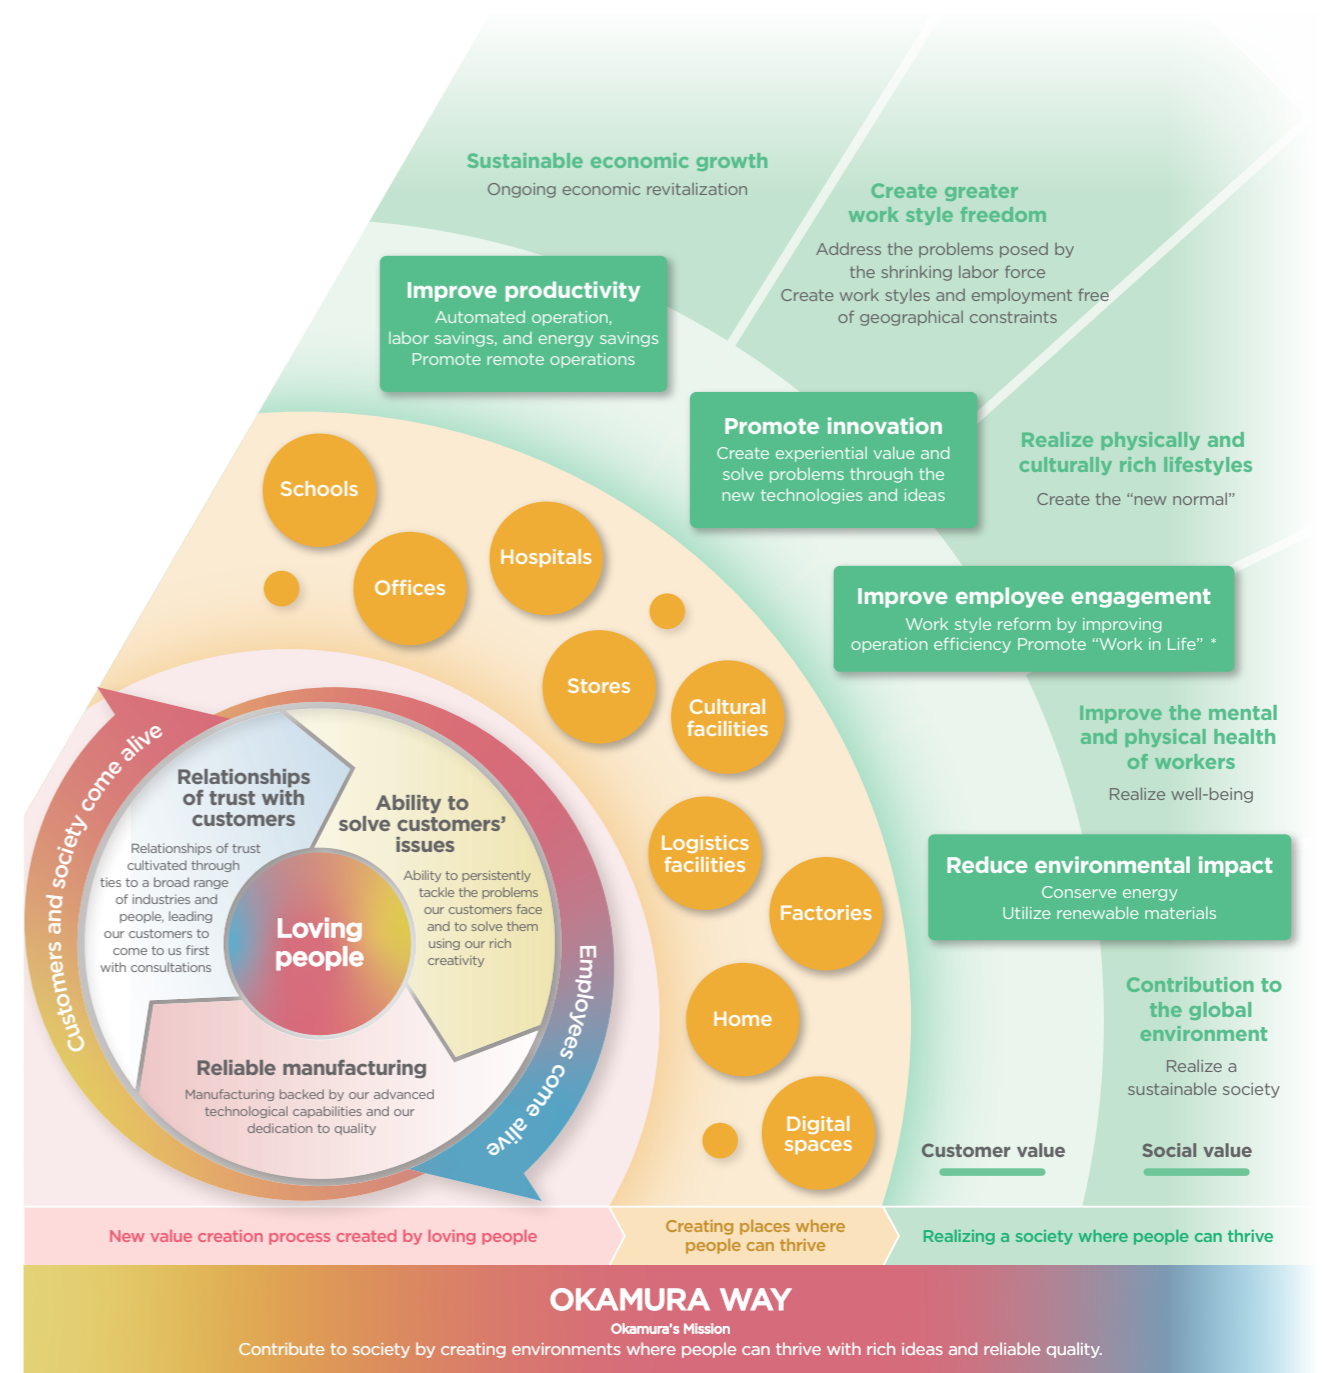 Sustainable economic growth
Ongoing economic revitalization
Create greater
work style freedom
Address the problems posed by
the shrinking labor force
Create work styles and employment free
of geographical constraints
Improve productivity
Automated operation,
labor savings, and energy savings
Promote remote operations
Promote innovation
Create experiential value and
solve problems through the
new technologies and ideas
Realize physically and
culturally rich lifestyles
Create the “new normal”
Improve employee engagement
Work style reform by improving
operation efficiency Promote “Work in Life” *
Improve the mental
and physical health
of workers
Realize well-being
Reduce environmental impact
Conserve energy
Utilize renewable materials
Contribution to
the global
environment
Realize a
sustainable society
Customer value
Social value
Schools
Offices
Hospitals
Stores
Cultural
facilities
Logistics
facilities
Factories
Home
Digital
spaces
Customers and society come alive
Employees come alive
Relationships
of trust with
customers
Relationships of trust
cultivated through
ties to a broad range
of industries and
people, leading
our customers to
come to us first
with consultations
Ability to
solve customers’
issues
Ability to persistently
tackle the problems
our customers face
and to solve them
using our rich
creativity
Loving
people
Reliable manufacturing
Manufacturing backed by our advanced
technological capabilities and our
dedication to quality
New value creation process created by loving people
Creating places where
people can thrive
Realizing a society where people can thrive
OKAMURA WAY
Okamura’s Mission
Contribute to society by creating environments where people can thrive with rich ideas and reliable quality.